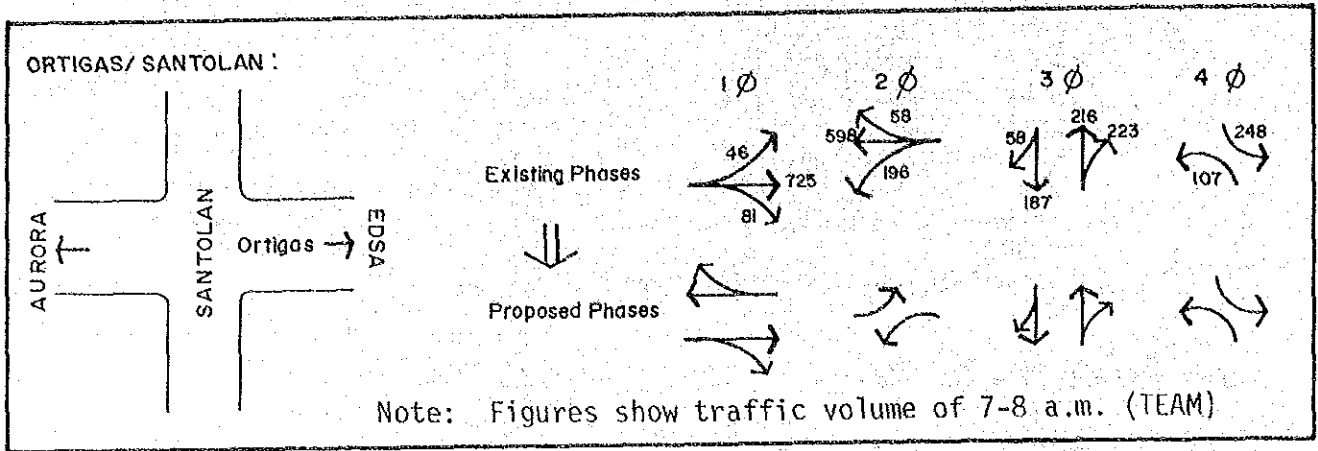 ORTIGAS/ SANTOLAN :
1 Ø
2 Ø
3 Ø
4 Ø
Existing Phases
46
725
81
58
598
196
58
187
216
223
107
248
AURORA
SANTOLAN
Ortigas
EDSA
Proposed Phases
Note: Figures show traffic volume of 7-8 a.m. (TEAM)